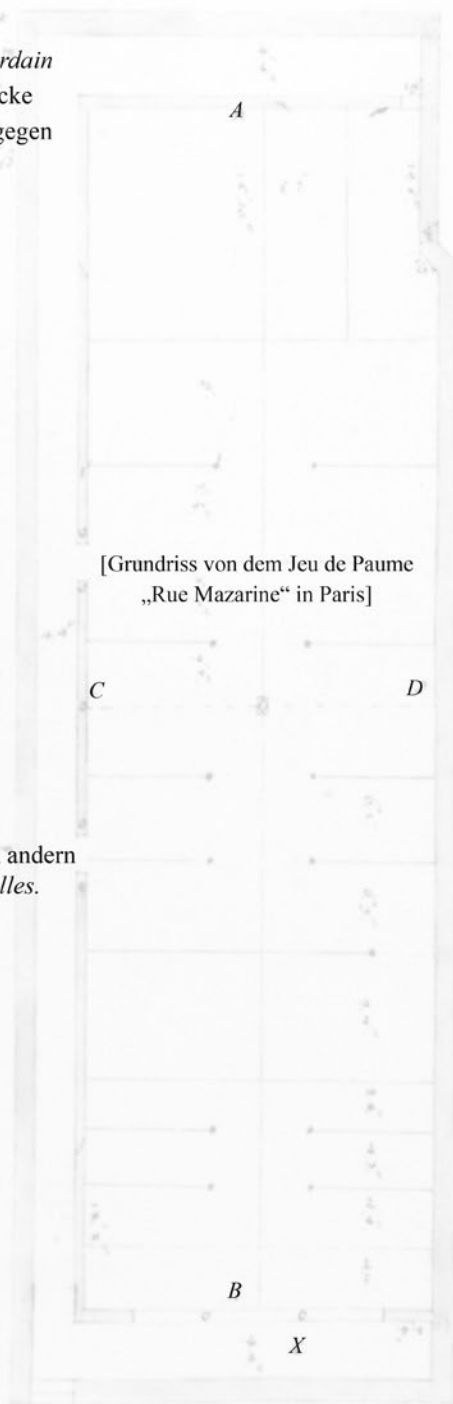 rdain
cke
gegen
A
[Grundriss von dem Jeu de Paume
„Rue Mazarine“ in Paris]
C
D
andern
lles.
B
X